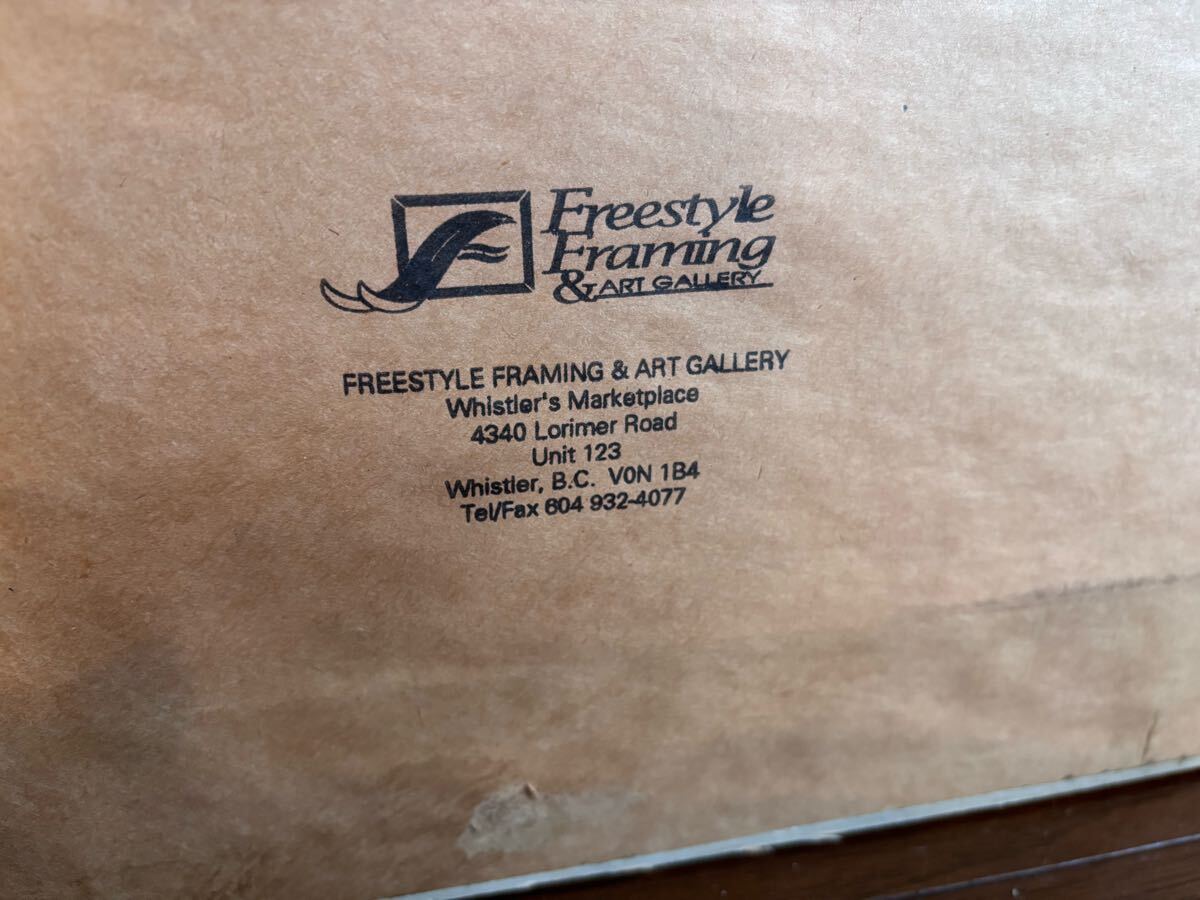 Freestyle
Framing
& ART GALLERY
FREESTYLE FRAMING & ART GALLERY
Whistler's Marketplace
4340 Lorimer Road
Unit 123
Whistler, B.C. V0N 1B4
Tel/Fax 604 932-4077